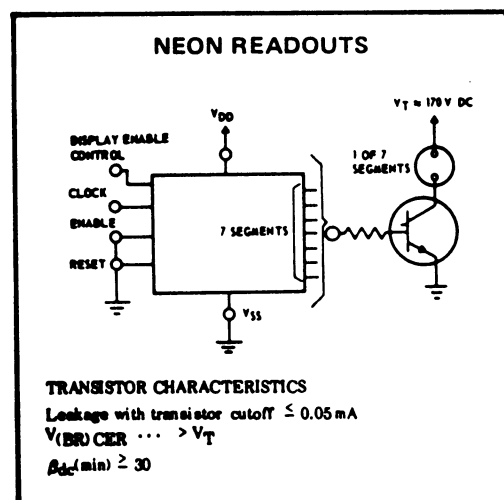 NEON READOUTS
V_T ≈ 170 V DC
V_DD
DISPLAY ENABLE
CONTROL
1 OF 7
SEGMENTS
CLOCK
ENABLE
7 SEGMENTS
RESET
V_SS
TRANSISTOR CHARACTERISTICS
Leakage with transistor cutoff ≤ 0.05 mA
V(BR)CER ··· > V_T
β_dc(min) ≥ 30